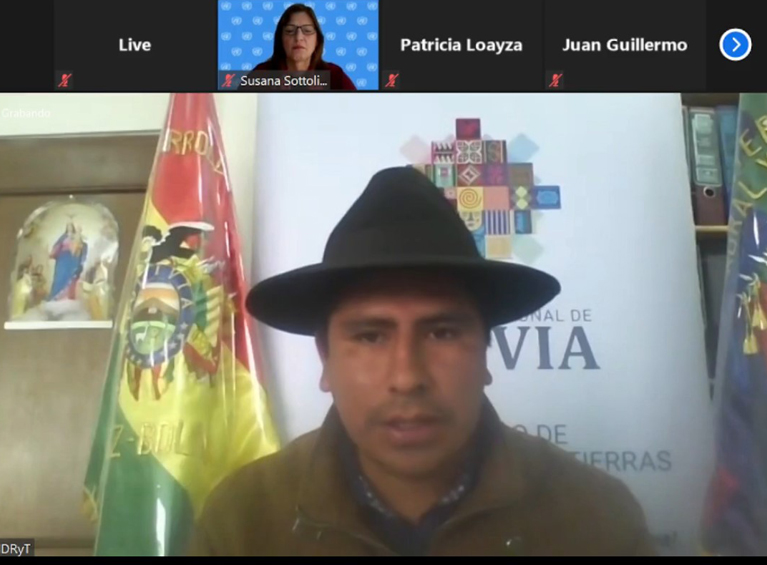 Live
Susana Sottoli...
Patricia Loayza
Juan Guillermo
Grabando
NAL DE
VIA
O DE
TIERRAS
DRyT